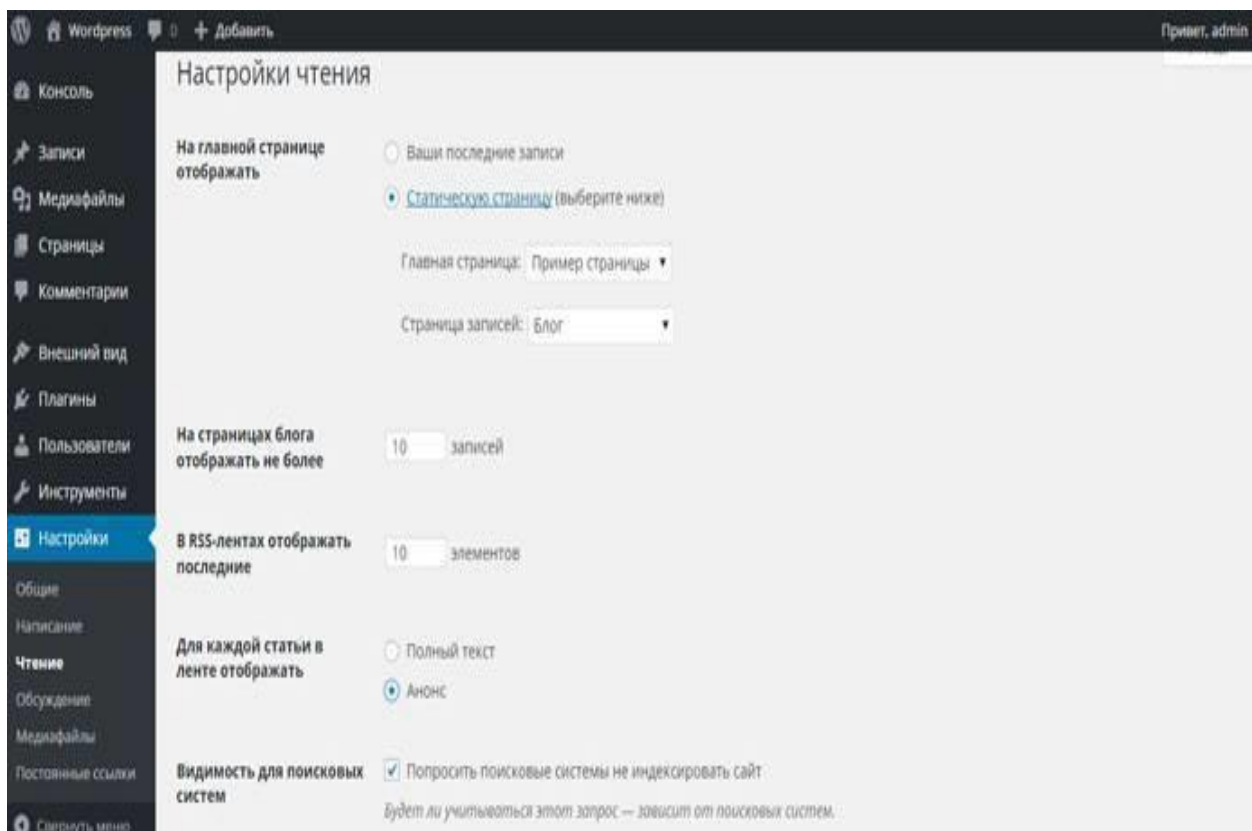 Wordpress 0 + Добавить Привет, admin
Консоль
Записи
Медиафайлы
Страницы
Комментарии
Внешний вид
Плагины
Пользователи
Инструменты
Настройки
Общие
Написание
Чтение
Обсуждение
Медиафайлы
Постоянные ссылки
Свернуть меню
Настройки чтения
На главной странице
отображать
Ваши последние записи
Статическую страницу (выберите ниже)
Главная страница: Пример страницы
Страница записей: Блог
На страницах блога
отображать не более
10 записей
В RSS-лентах отображать
последние
10 элементов
Для каждой статьи в
ленте отображать
Полный текст
Анонс
Видимость для поисковых
систем
Попросить поисковые системы не индексировать сайт
Будет ли учитываться этот запрос — зависит от поисковых систем.